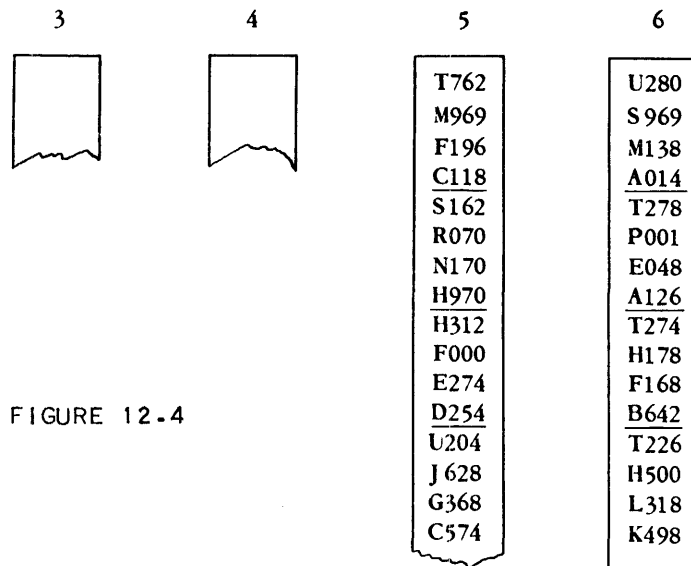 3 4 5 6
T762 U280
M969 S969
F196 M138
C118 A014
S162 T278
R070 P001
N170 E048
H970 A126
H312 T274
F000 H178
E274 F168
FIGURE 12.4 D254 B642
U204 T226
J628 H500
G368 L318
C574 K498